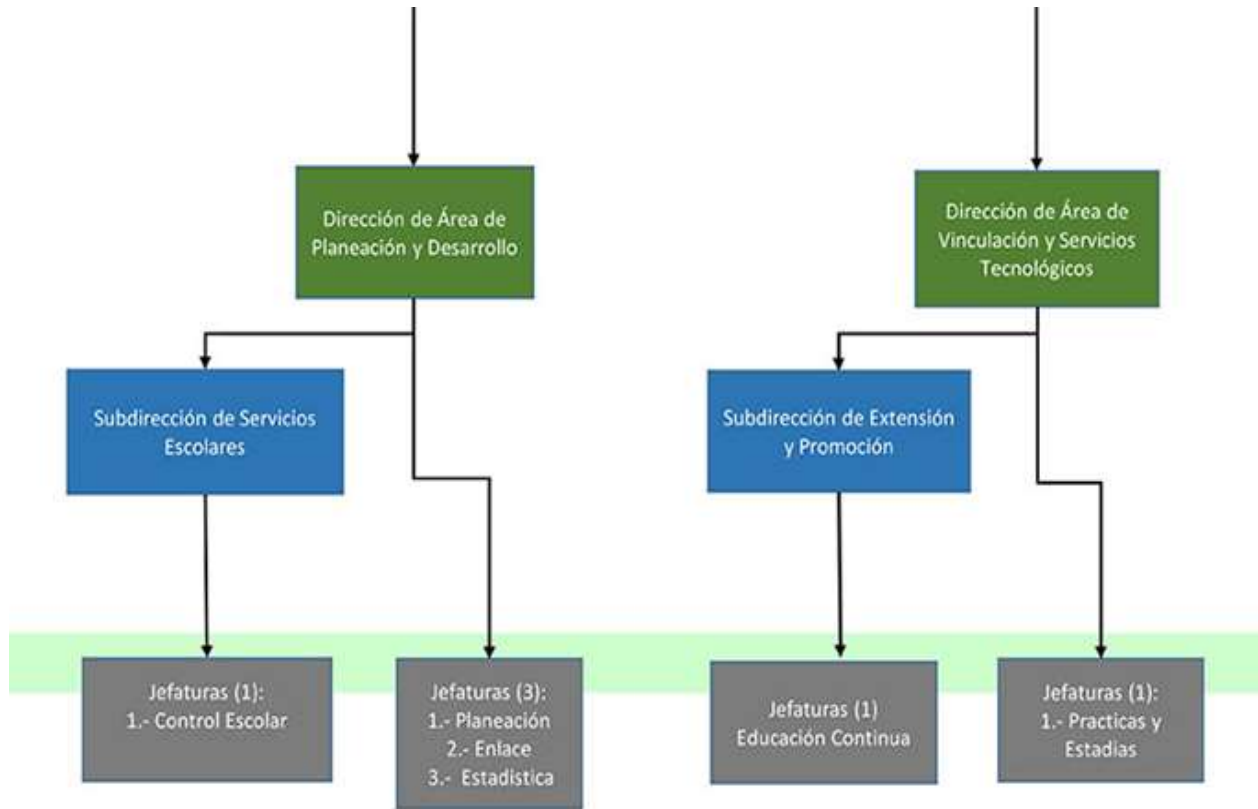 Dirección de Área de
Planeación y Desarrollo
Dirección de Área de
Vinculación y Servicios
Tecnológicos
Subdirección de Servicios
Escolares
Subdirección de Extensión
y Promoción
Jefaturas (1):
1.- Control Escolar
Jefaturas (3):
1.- Planeación
2.- Enlace
3.- Estadística
Jefaturas (1)
Educación Continua
Jefaturas (1):
1.- Practicas y
Estadias